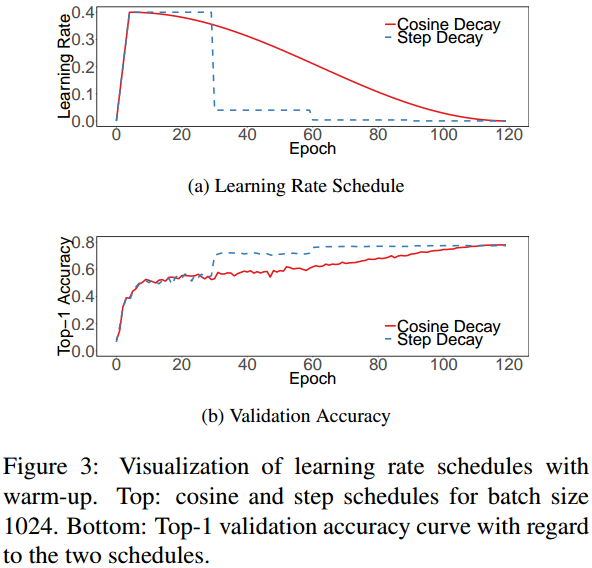 0.4
0.3
0.2
0.1
0.0
Learning Rate
Cosine Decay
Step Decay
0 20 40 60 80 100 120
Epoch
(a) Learning Rate Schedule
0.8
0.6
0.4
0.2
0.0
Top−1 Accuracy
Cosine Decay
Step Decay
0 20 40 60 80 100 120
Epoch
(b) Validation Accuracy
Figure 3: Visualization of learning rate schedules with
warm-up. Top: cosine and step schedules for batch size
1024. Bottom: Top-1 validation accuracy curve with regard
to the two schedules.